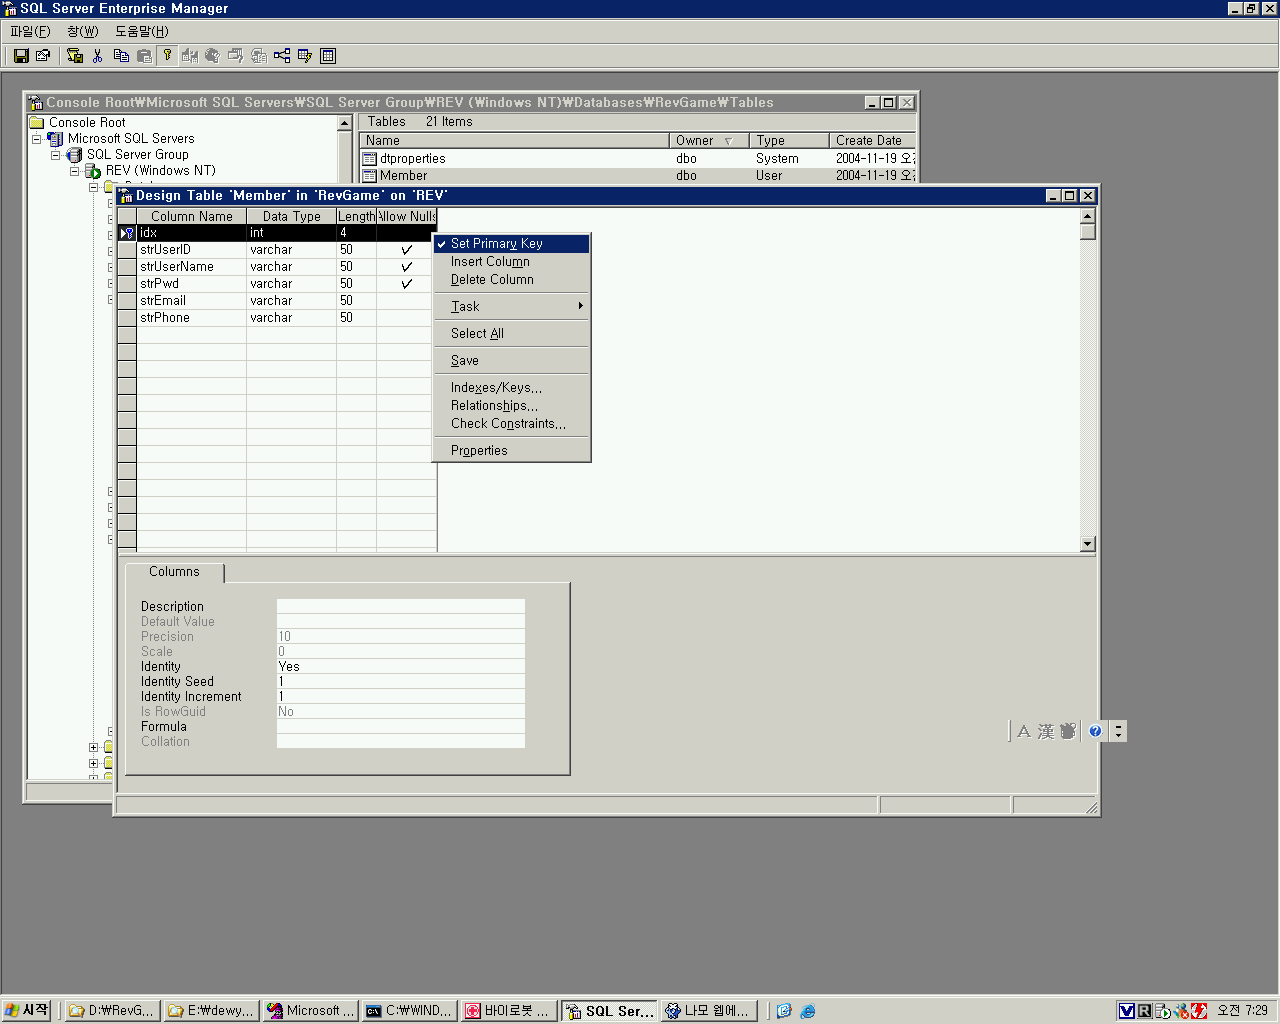 SQL Server Enterprise Manager
파일(F) 창(W) 도움말(H)
Console Root₩Microsoft SQL Servers₩SQL Server Group₩REV (Windows NT)₩Databases₩RevGame₩Tables
Console Root
Microsoft SQL Servers
SQL Server Group
REV (Windows NT)
Tables 21 Items
Name Owner Type Create Date
dtproperties dbo System 2004-11-19 오전
Member dbo User 2004-11-19 오전
Design Table 'Member' in 'RevGame' on 'REV'
Column Name Data Type Length Allow Nulls
idx int 4
strUserID varchar 50
strUserName varchar 50
strPwd varchar 50
strEmail varchar 50
strPhone varchar 50
Set Primary Key
Insert Column
Delete Column
Task
Select All
Save
Indexes/Keys...
Relationships...
Check Constraints...
Properties
Columns
Description
Default Value
Precision 10
Scale 0
Identity Yes
Identity Seed 1
Identity Increment 1
Is RowGuid No
Formula
Collation
A 漢
시작 D:₩RevG... E:₩dewy... Microsoft ... C:₩WIND... 바이로봇 ... SQL Ser... 나모 웹에... 오전 7:29